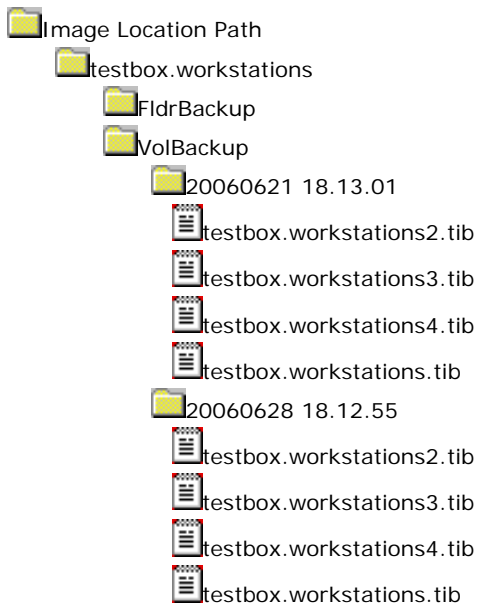 Image Location Path
testbox.workstations
FldrBackup
VolBackup
20060621 18.13.01
testbox.workstations2.tib
testbox.workstations3.tib
testbox.workstations4.tib
testbox.workstations.tib
20060628 18.12.55
testbox.workstations2.tib
testbox.workstations3.tib
testbox.workstations4.tib
testbox.workstations.tib